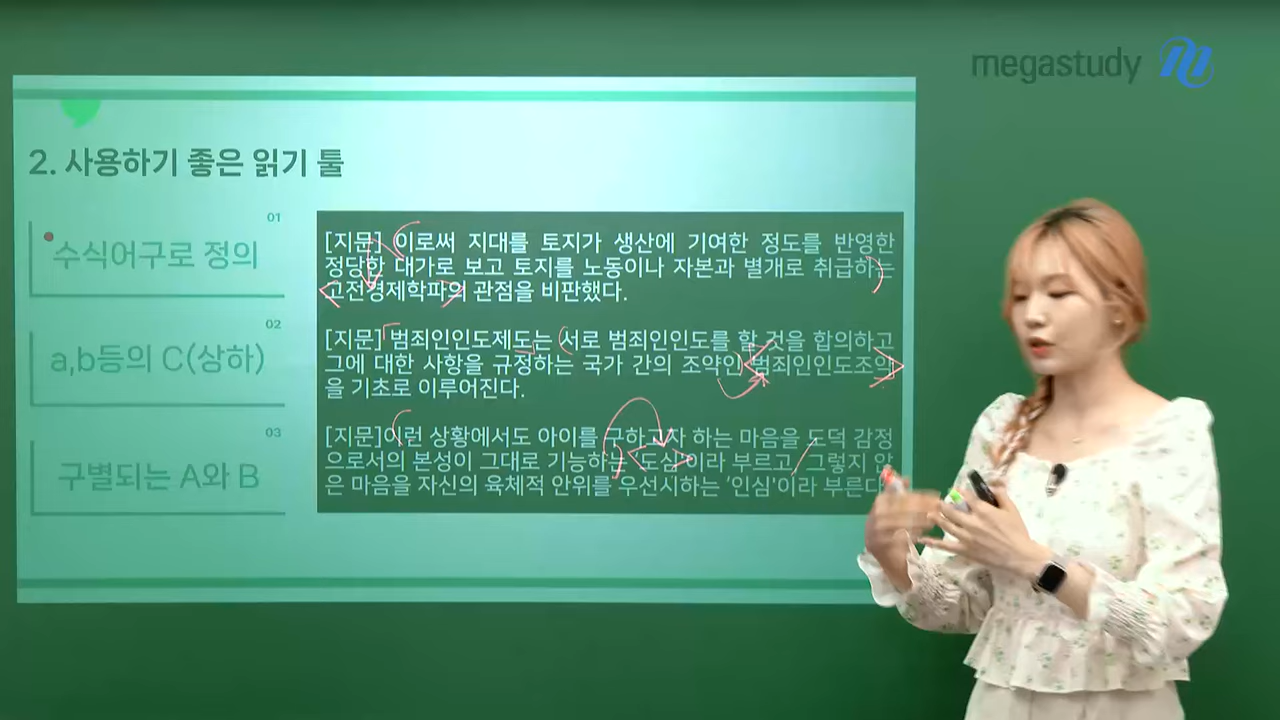 megastudy
2. 사용하기 좋은 읽기 툴
01
수식어구로 정의
02
a,b등의 C(상하)
03
구별되는 A와 B
[지문] 이로써 지대를 토지가 생산에 기여한 정도를 반영한
정당한 대가로 보고 토지를 노동이나 자본과 별개로 취급하는
고전경제학파의 관점을 비판했다.
[지문] 범죄인인도제도는 서로 범죄인인도를 할 것을 합의하고
그에 대한 사항을 규정하는 국가 간의 조약인 범죄인인도조약
을 기초로 이루어진다.
[지문]이런 상황에서도 아이를 구하고자 하는 마음을 도덕 감정
으로서의 본성이 그대로 기능하는 '도심'이라 부르고, 그렇지 않
은 마음을 자신의 육체적 안위를 우선시하는 '인심'이라 부른다.